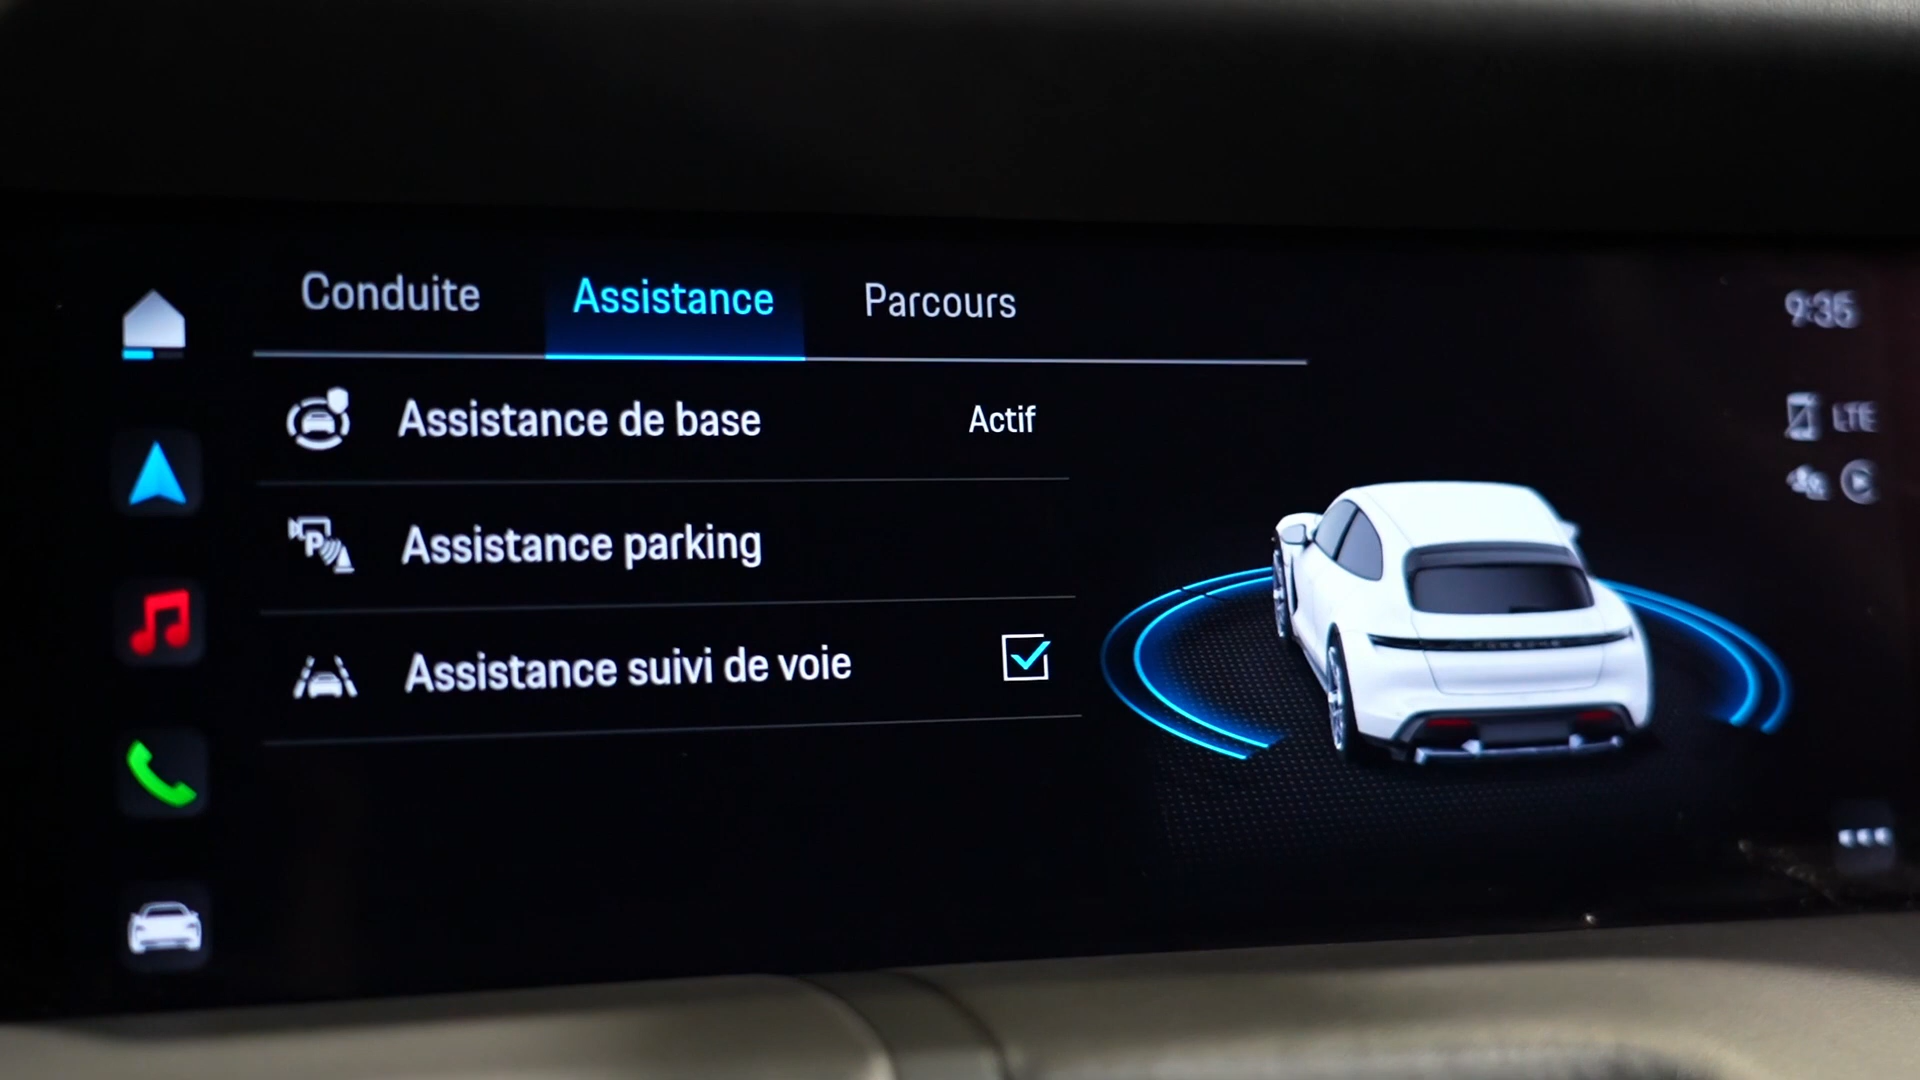 Conduite Assistance Parcours
9:35
Assistance de base Actif
LTE
Assistance parking
P
Assistance suivi de voie